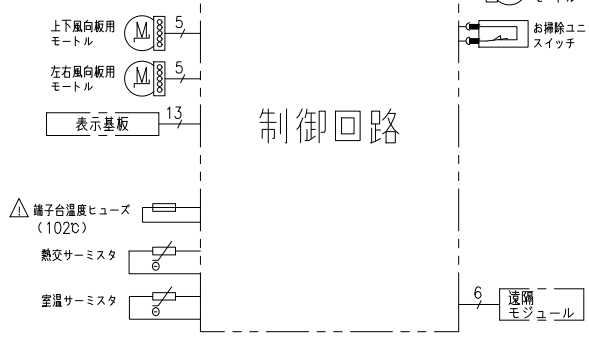 モートル
上下風向板用
モートル
M
5
お掃除ユニ
スイッチ
左右風向板用
モートル
M
5
表示基板
13
制御回路
端子台温度ヒューズ
(102℃)
熱交サーミスタ
θ
室温サーミスタ
θ
6
遠隔
モジュール